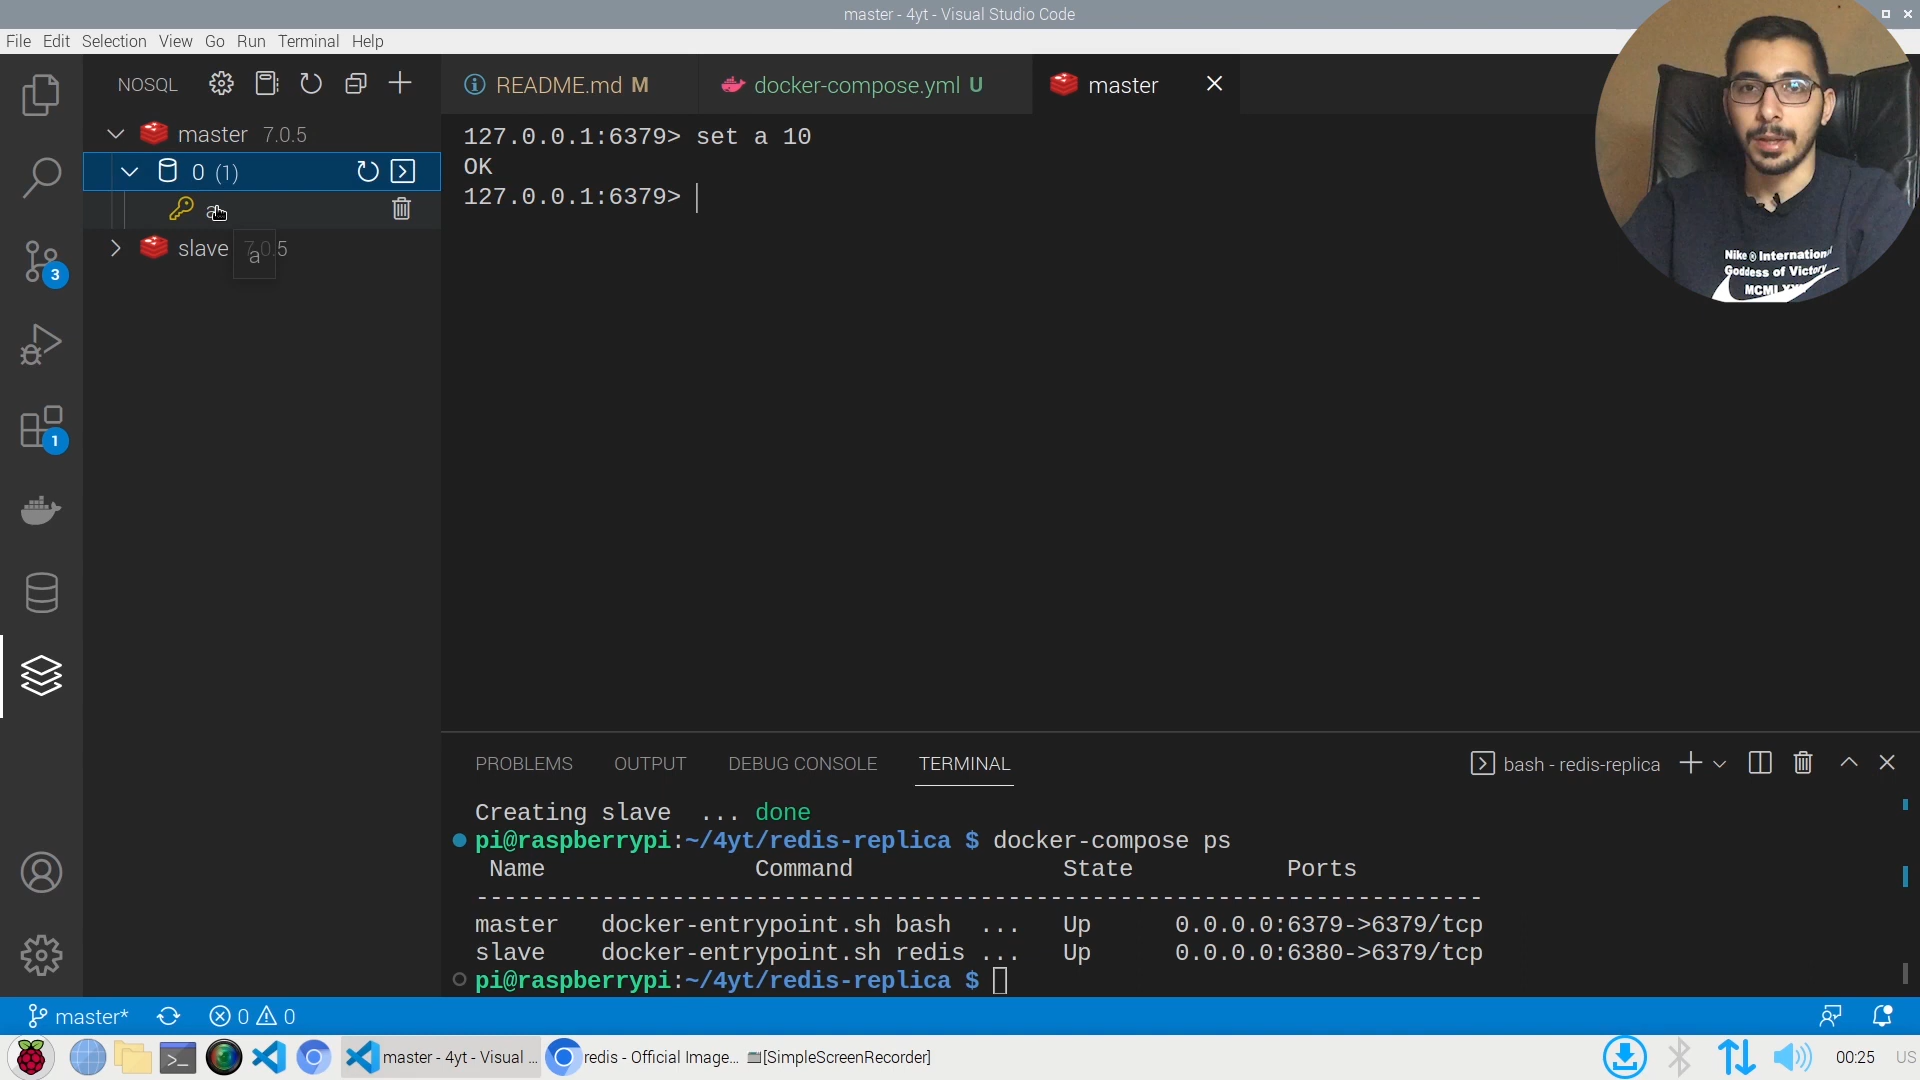 master - 4yt - Visual Studio Code
File Edit Selection View Go Run Terminal Help
NOSQL
README.md M
docker-compose.yml U
master
master 7.0.5
0 (1)
a
slave 7.0.5
a
3
1
127.0.0.1:6379> set a 10
OK
127.0.0.1:6379>
Nike ® International
Goddess of Victory
PROBLEMS OUTPUT DEBUG CONSOLE TERMINAL
bash - redis-replica
Creating slave ... done
pi@raspberrypi:~/4yt/redis-replica $ docker-compose ps
Name Command State Ports
--------------------------------------------------------------------------------
master docker-entrypoint.sh bash ... Up 0.0.0.0:6379->6379/tcp
slave docker-entrypoint.sh redis ... Up 0.0.0.0:6380->6379/tcp
pi@raspberrypi:~/4yt/redis-replica $
master* 0 0
master - 4yt - Visual ... redis - Official Image... [SimpleScreenRecorder] 00:25 US